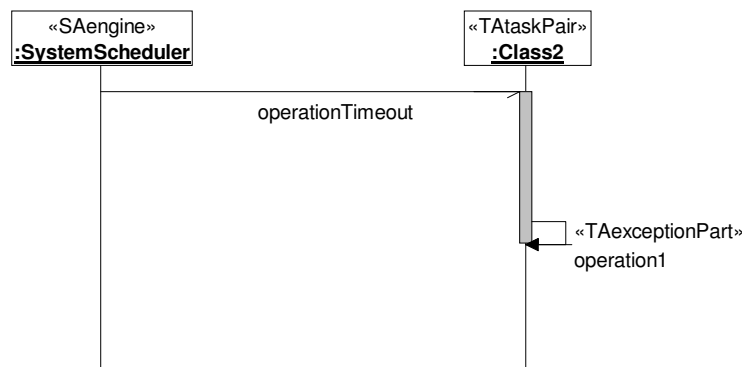 «SAengine»
:SystemScheduler
«TAtaskPair»
:Class2
operationTimeout
«TAexceptionPart»
operation1